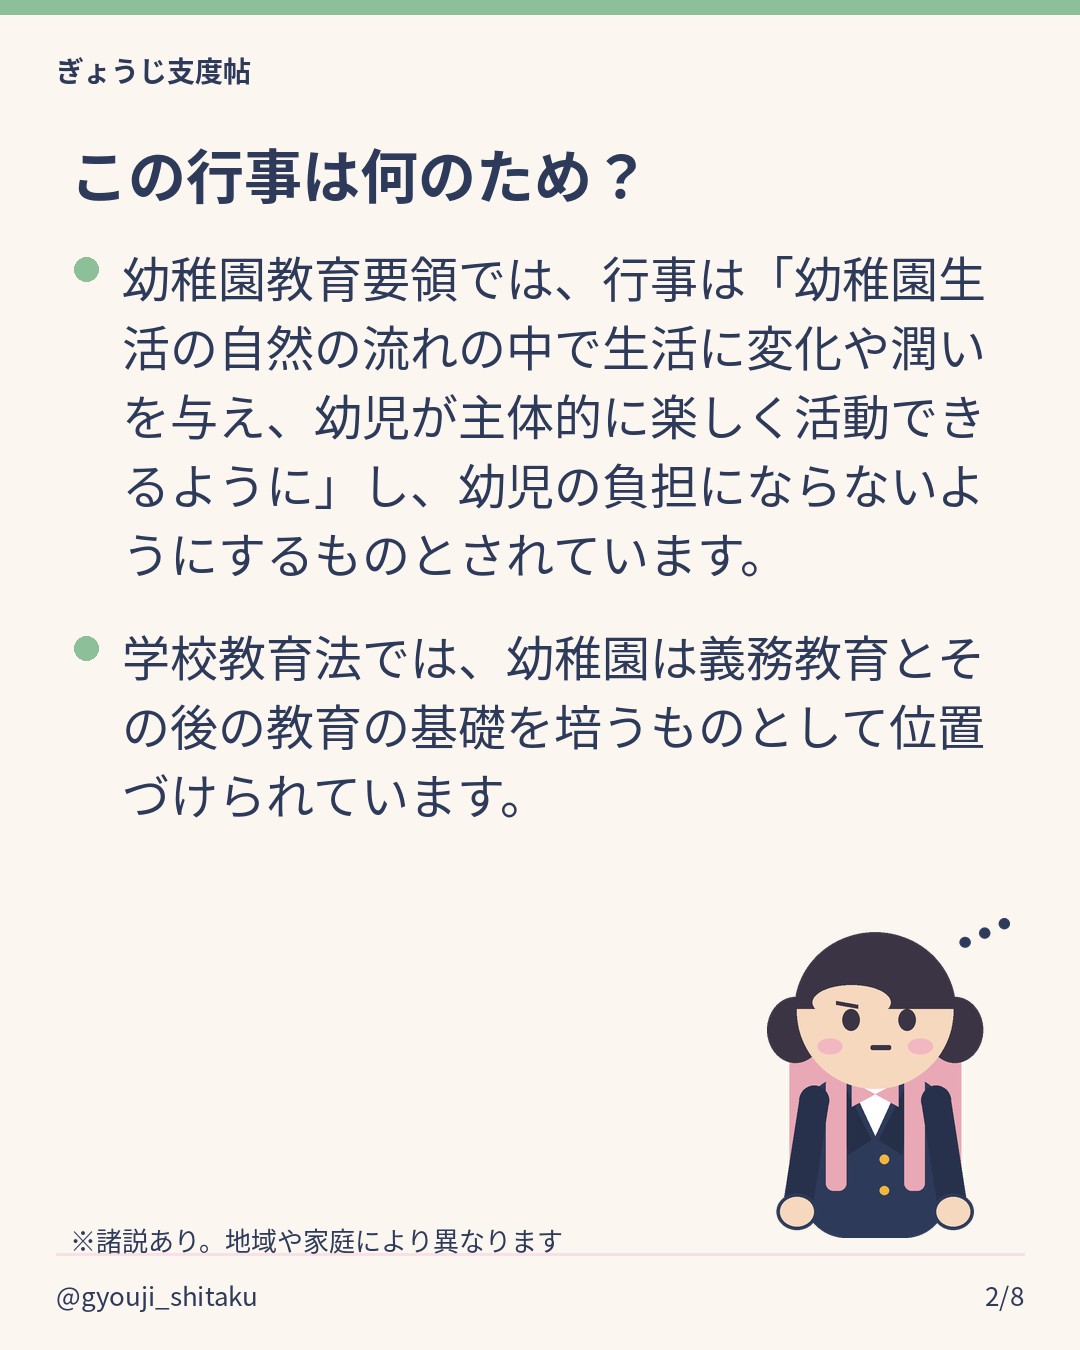 ぎょうじ支度帖
この行事は何のため？
幼稚園教育要領では、行事は「幼稚園生
活の自然の流れの中で生活に変化や潤い
を与え、幼児が主体的に楽しく活動でき
るように」し、幼児の負担にならないよ
うにするものとされています。
学校教育法では、幼稚園は義務教育とそ
の後の教育の基礎を培うものとして位置
づけられています。
※諸説あり。地域や家庭により異なります
@gyouji_shitaku
2/8